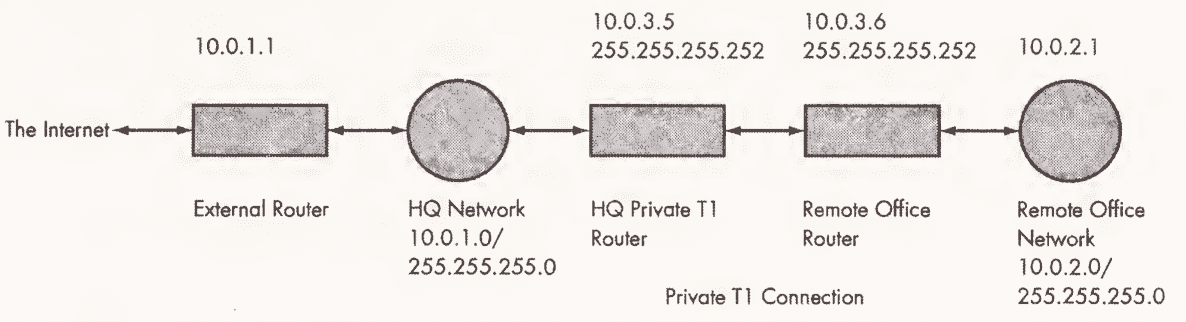 10.0.1.1
10.0.3.5
255.255.255.252
10.0.3.6
255.255.255.252
10.0.2.1
The Internet
External Router
HQ Network
10.0.1.0/
255.255.255.0
HQ Private T1
Router
Remote Office
Router
Remote Office
Network
10.0.2.0/
255.255.255.0
Private T1 Connection